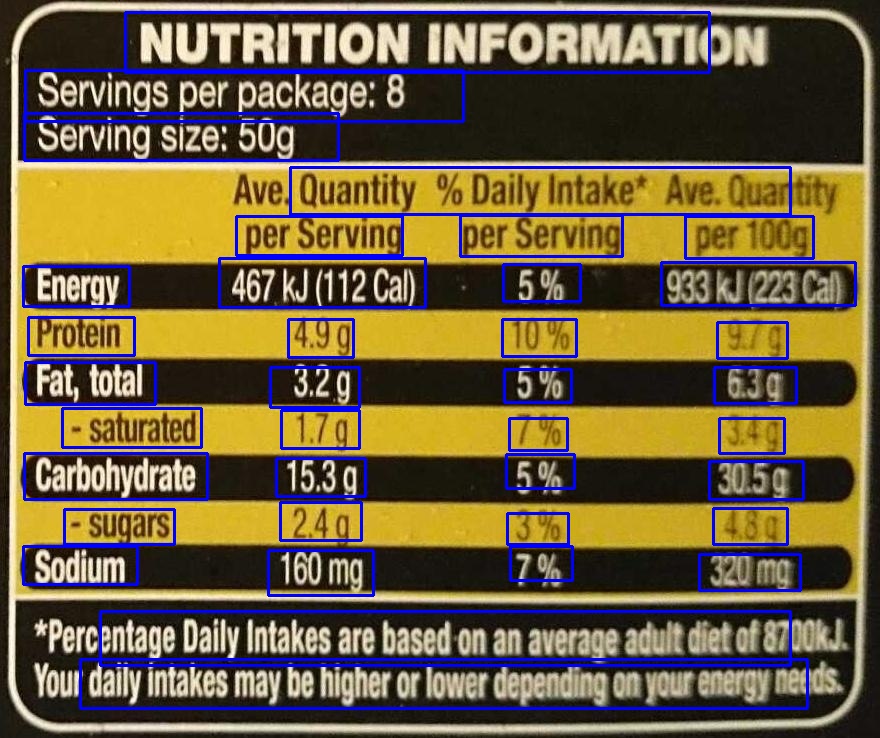 NUTRITION INFORMATION
Servings per package: 8
Serving size: 50g
Ave. Quantity % Daily Intake* Ave. Quantity
per Serving per Serving per 100g
Energy 467 kJ (112 Cal) 5 % 933 kJ (223 Cal)
Protein 4.9 g 10 % 9.7 g
Fat, total 3.2 g 5 % 6.3 g
- saturated 1.7 g 7 % 3.4 g
Carbohydrate 15.3 g 5 % 30.5 g
- sugars 2.4 g 3 % 4.8 g
Sodium 160 mg 7 % 320 mg
*Percentage Daily Intakes are based on an average adult diet of 8700kJ.
Your daily intakes may be higher or lower depending on your energy needs.